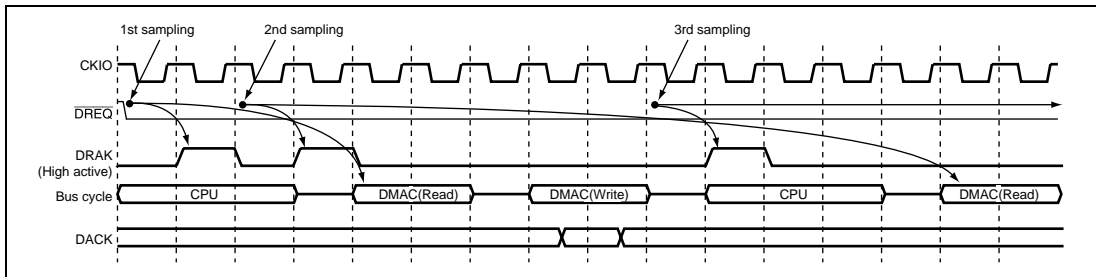 1st sampling 2nd sampling 3rd sampling
CKIO
DREQ
DRAK
(High active)
Bus cycle CPU DMAC(Read) DMAC(Write) CPU DMAC(Read)
DACK